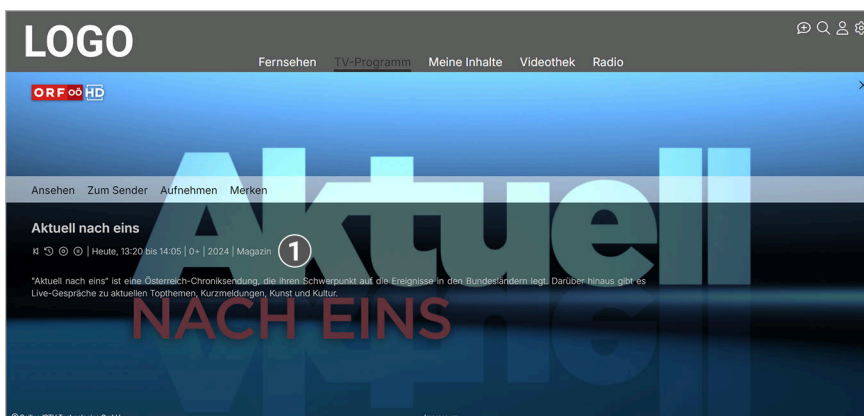 LOGO
Fernsehen TV-Programm Meine Inhalte Videothek Radio
ORF OÖ HD
Ansehen Zum Sender Aufnehmen Merken
Aktuell nach eins
| Heute, 13:20 bis 14:05 | 0+ | 2024 | Magazin
1
"Aktuell nach eins" ist eine Österreich-Chroniksendung, die ihren Schwerpunkt auf die Ereignisse in den Bundesländern legt. Darüber hinaus gibt es
Live-Gespräche zu aktuellen Topthemen, Kurzmeldungen, Kunst und Kultur.
Aktuell
NACH EINS